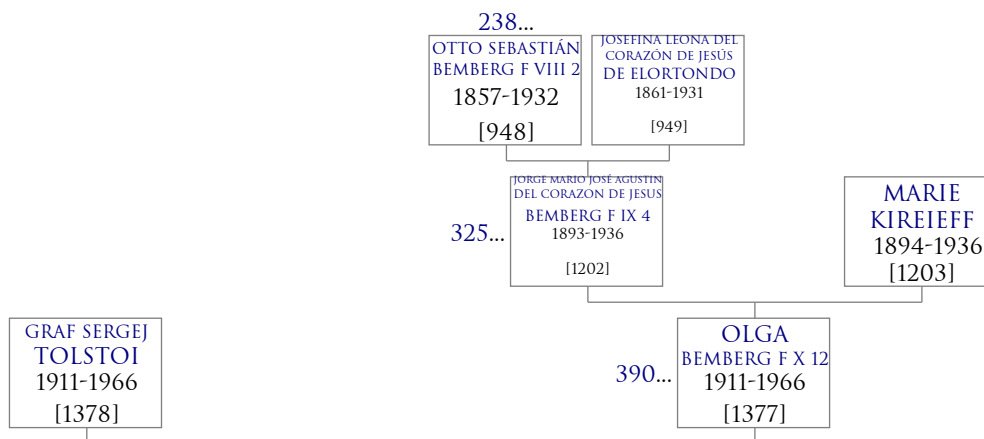 238...
OTTO SEBASTIÁN
BEMBERG F VIII 2
1857-1932
[948]
JOSEFINA LEONA DEL
CORAZÓN DE JESÚS
DE ELORTONDO
1861-1931
[949]
JORGE MARIO JOSÉ AGUSTIN
DEL CORAZON DE JESUS
BEMBERG F IX 4
1893-1936
[1202]
325...
MARIE
KIREIEFF
1894-1936
[1203]
GRAF SERGEJ
TOLSTOI
1911-1966
[1378]
390...
OLGA
BEMBERG F X 12
1911-1966
[1377]